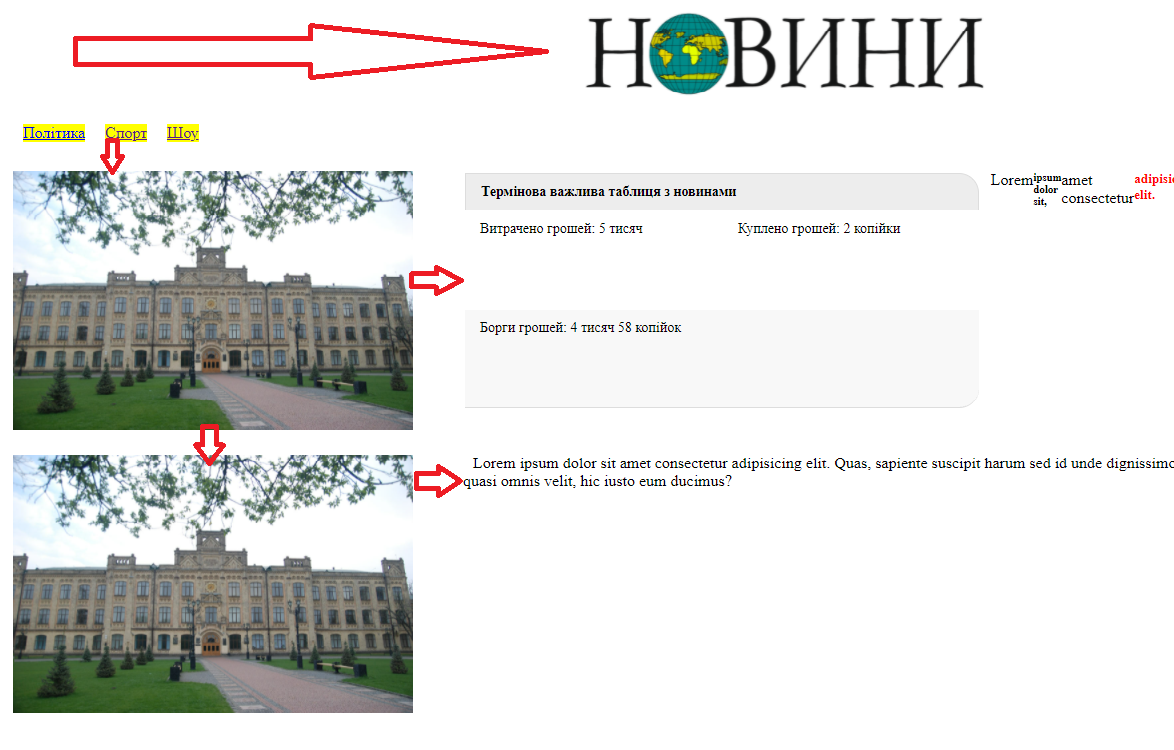 НОВИНИ
Політика Спорт Шоу
Термінова важлива таблиця з новинами
Витрачено грошей: 5 тисяч Куплено грошей: 2 копійки
Борги грошей: 4 тисяч 58 копійок
Lorem ipsum dolor sit, amet consectetur elit.
Lorem ipsum dolor sit amet consectetur adipisicing elit. Quas, sapiente suscipit harum sed id unde
quasi omnis velit, hic iusto eum ducimus?